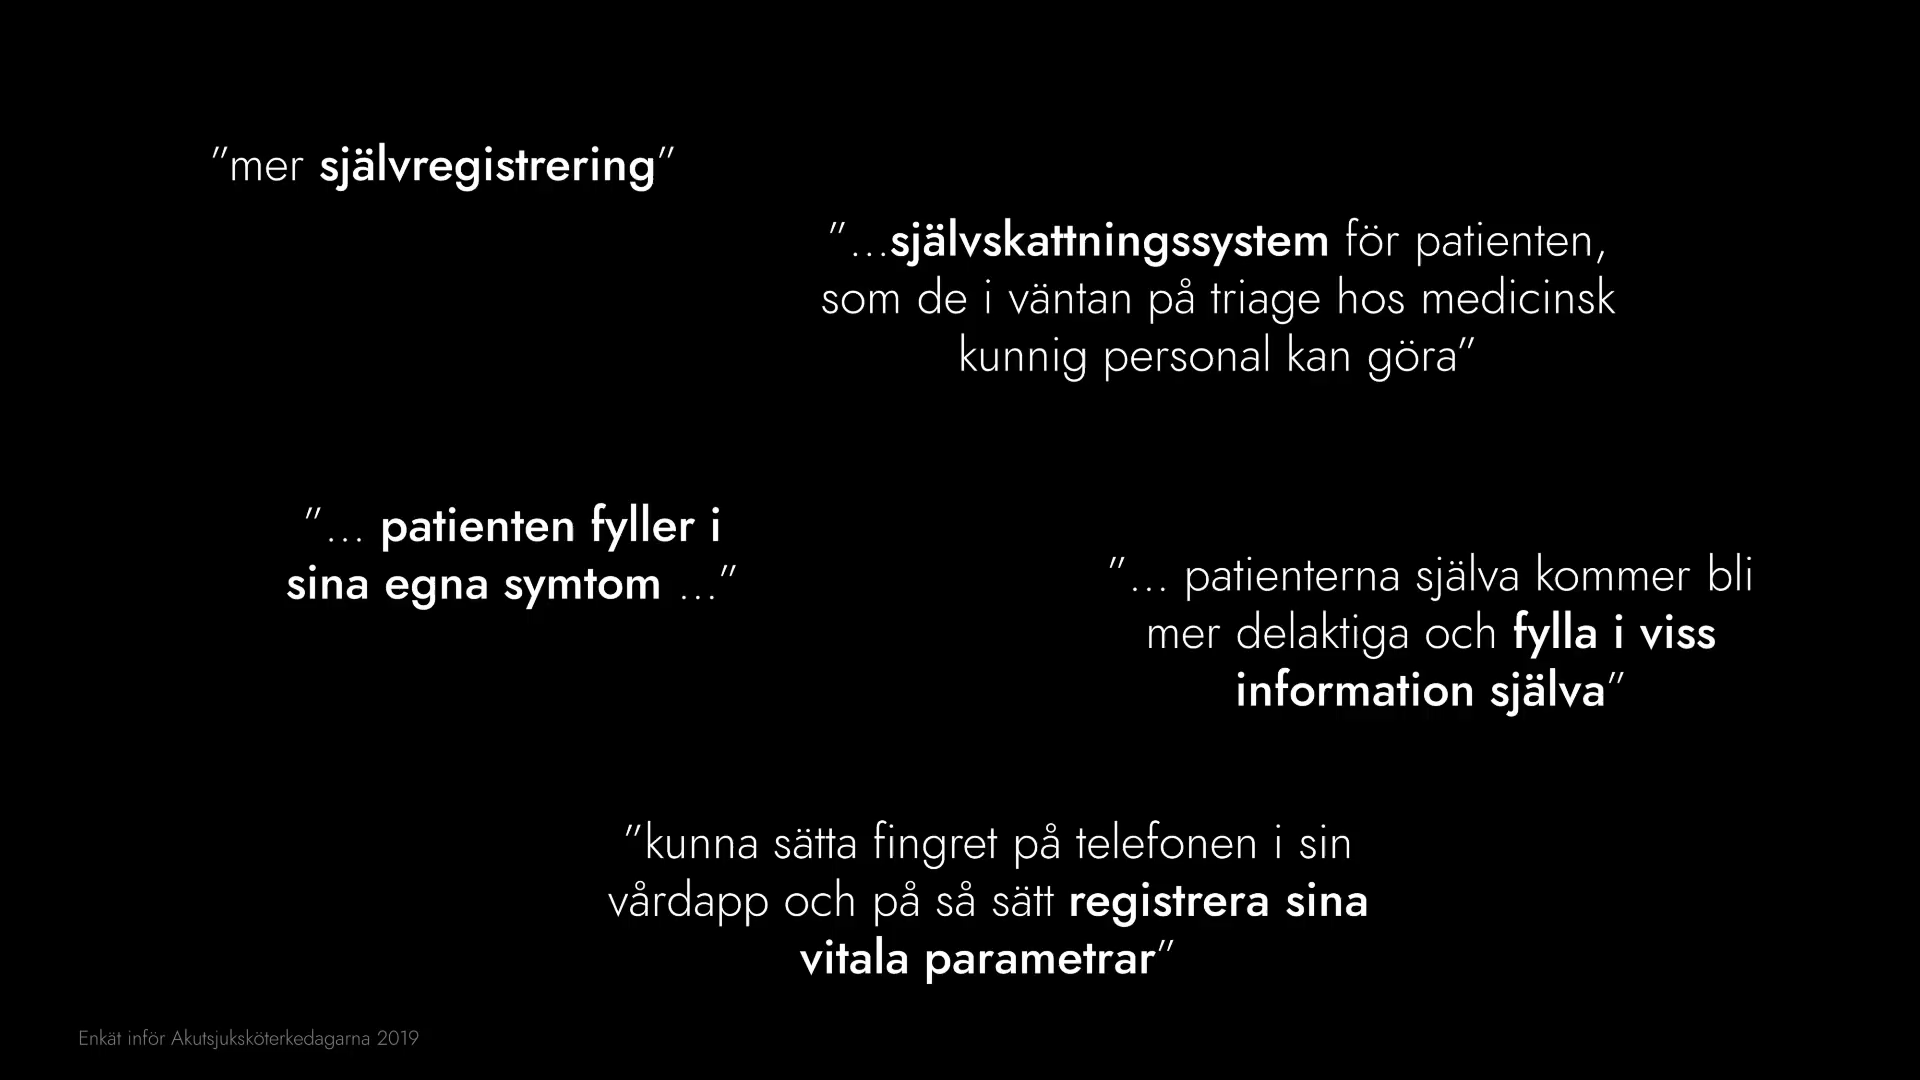 ”mer självregistrering”
”...självskattningssystem för patienten,
som de i väntan på triage hos medicinsk
kunnig personal kan göra”
”... patienten fyller i
sina egna symtom ...”
”... patienterna själva kommer bli
mer delaktiga och fylla i viss
information själva”
”kunna sätta fingret på telefonen i sin
vårdapp och på så sätt registrera sina
vitala parametrar”
Enkät inför Akutsjuksköterkedagarna 2019